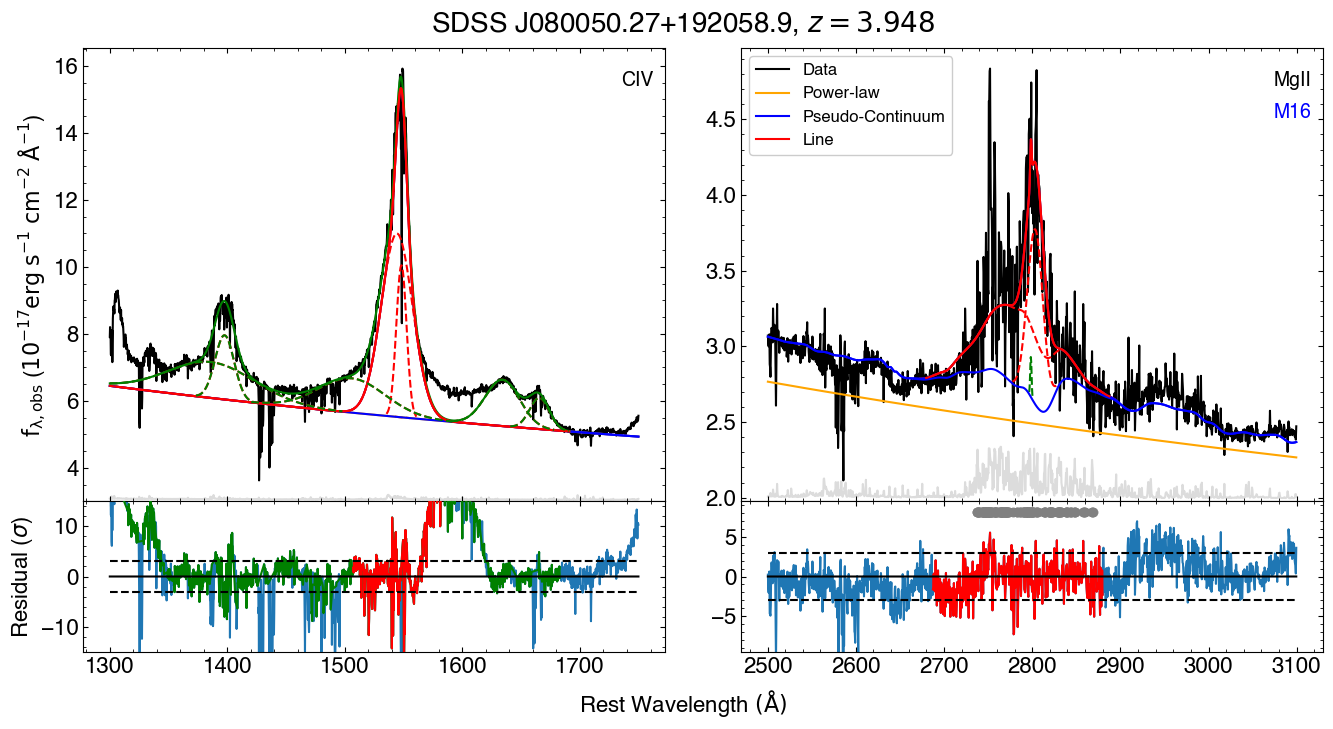 SDSS J080050.27+192058.9, z = 3.948
CIV
f_λ,obs (10^−17 erg s^−1 cm^−2 Å^−1)
16
14
12
10
8
6
4
Data
Power-law
Pseudo-Continuum
Line
MgII
M16
4.5
4.0
3.5
3.0
2.5
2.0
Residual (σ)
10
0
−10
5
0
−5
1300 1400 1500 1600 1700
2500 2600 2700 2800 2900 3000 3100
Rest Wavelength (Å)